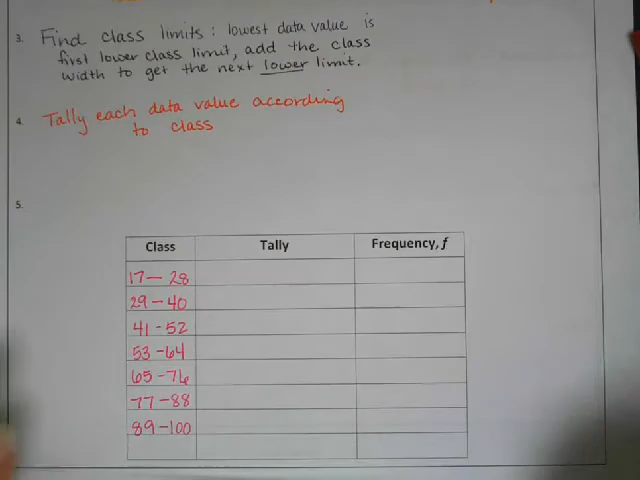 3. Find class limits: lowest data value is
first lower class limit, add the class
width to get the next lower limit.
4. Tally each data value according
to class
5.
Class Tally Frequency, f
17 - 28
29 - 40
41 - 52
53 - 64
65 - 76
77 - 88
89 - 100